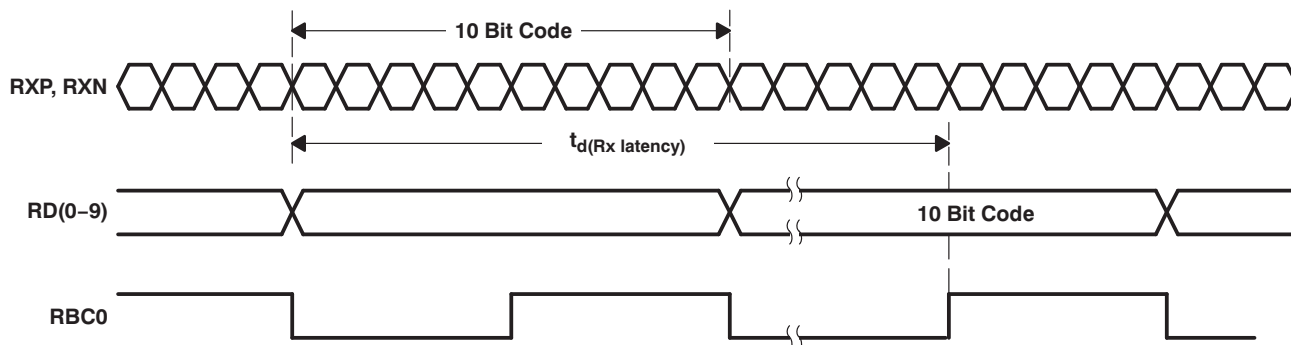 10 Bit Code
RXP, RXN
td(Rx latency)
RD(0–9)
10 Bit Code
RBC0